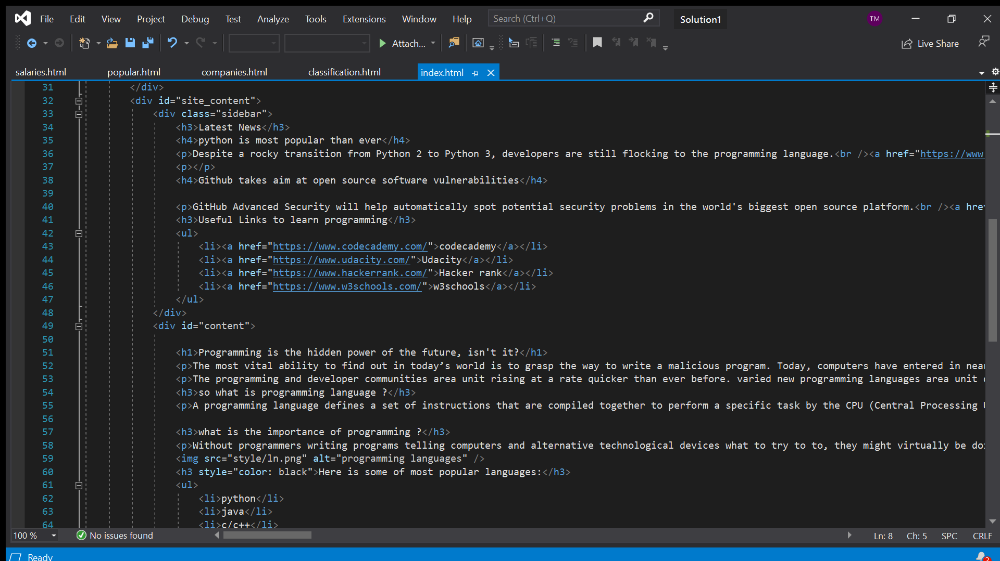 File Edit View Project Debug Test Analyze Tools Extensions Window Help Search (Ctrl+Q) Solution1 TM
Attach... Live Share
salaries.html popular.html companies.html classification.html index.html
31 </div>
32 <div id="site_content">
33 <div class="sidebar">
34 <h3>Latest News</h3>
35 <h4>python is most popular than ever</h4>
36 <p>Despite a rocky transition from Python 2 to Python 3, developers are still flocking to the programming language.<br /><a href="https://www
37 <p></p>
38 <h4>Github takes aim at open source software vulnerabilities</h4>
39
40 <p>GitHub Advanced Security will help automatically spot potential security problems in the world's biggest open source platform.<br /><a hre
41 <h3>Useful Links to learn programming</h3>
42 <ul>
43 <li><a href="https://www.codecademy.com/">codecademy</a></li>
44 <li><a href="https://www.udacity.com/">Udacity</a></li>
45 <li><a href="https://www.hackerrank.com/">Hacker rank</a></li>
46 <li><a href="https://www.w3schools.com/">w3schools</a></li>
47 </ul>
48 </div>
49 <div id="content">
50
51 <h1>Programming is the hidden power of the future, isn't it?</h1>
52 <p>The most vital ability to find out in today’s world is to grasp the way to write a malicious program. Today, computers have entered in nea
53 <p>The programming and developer communities area unit rising at a rate quicker than ever before. varied new programming languages area unit
54 <h3>so what is programming language ?</h3>
55 <p>A programming language defines a set of instructions that are compiled together to perform a specific task by the CPU (Central Processing
56
57 <h3>what is the importance of programming ?</h3>
58 <p>Without programmers writing programs telling computers and alternative technological devices what to try to to, they might virtually be do
59 <img src="style/ln.png" alt="programming languages" />
60 <h3 style="color: black">Here is some of most popular languages:</h3>
61 <ul>
62 <li>python</li>
63 <li>java</li>
64 <li>c/c++</li>
100 % No issues found Ln: 8 Ch: 5 SPC CRLF
Ready 2